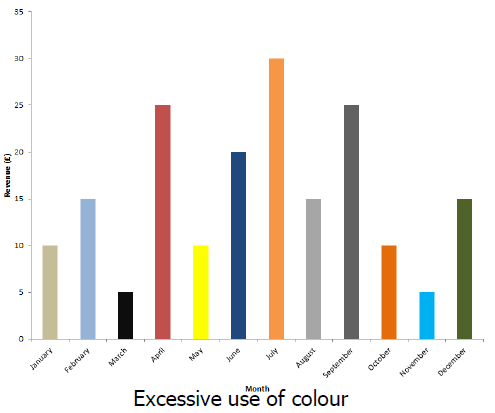 35
30
25
20
15
10
5
0
Revenue (£)
January
February
March
April
May
June
July
August
September
October
November
December
Month
Excessive use of colour